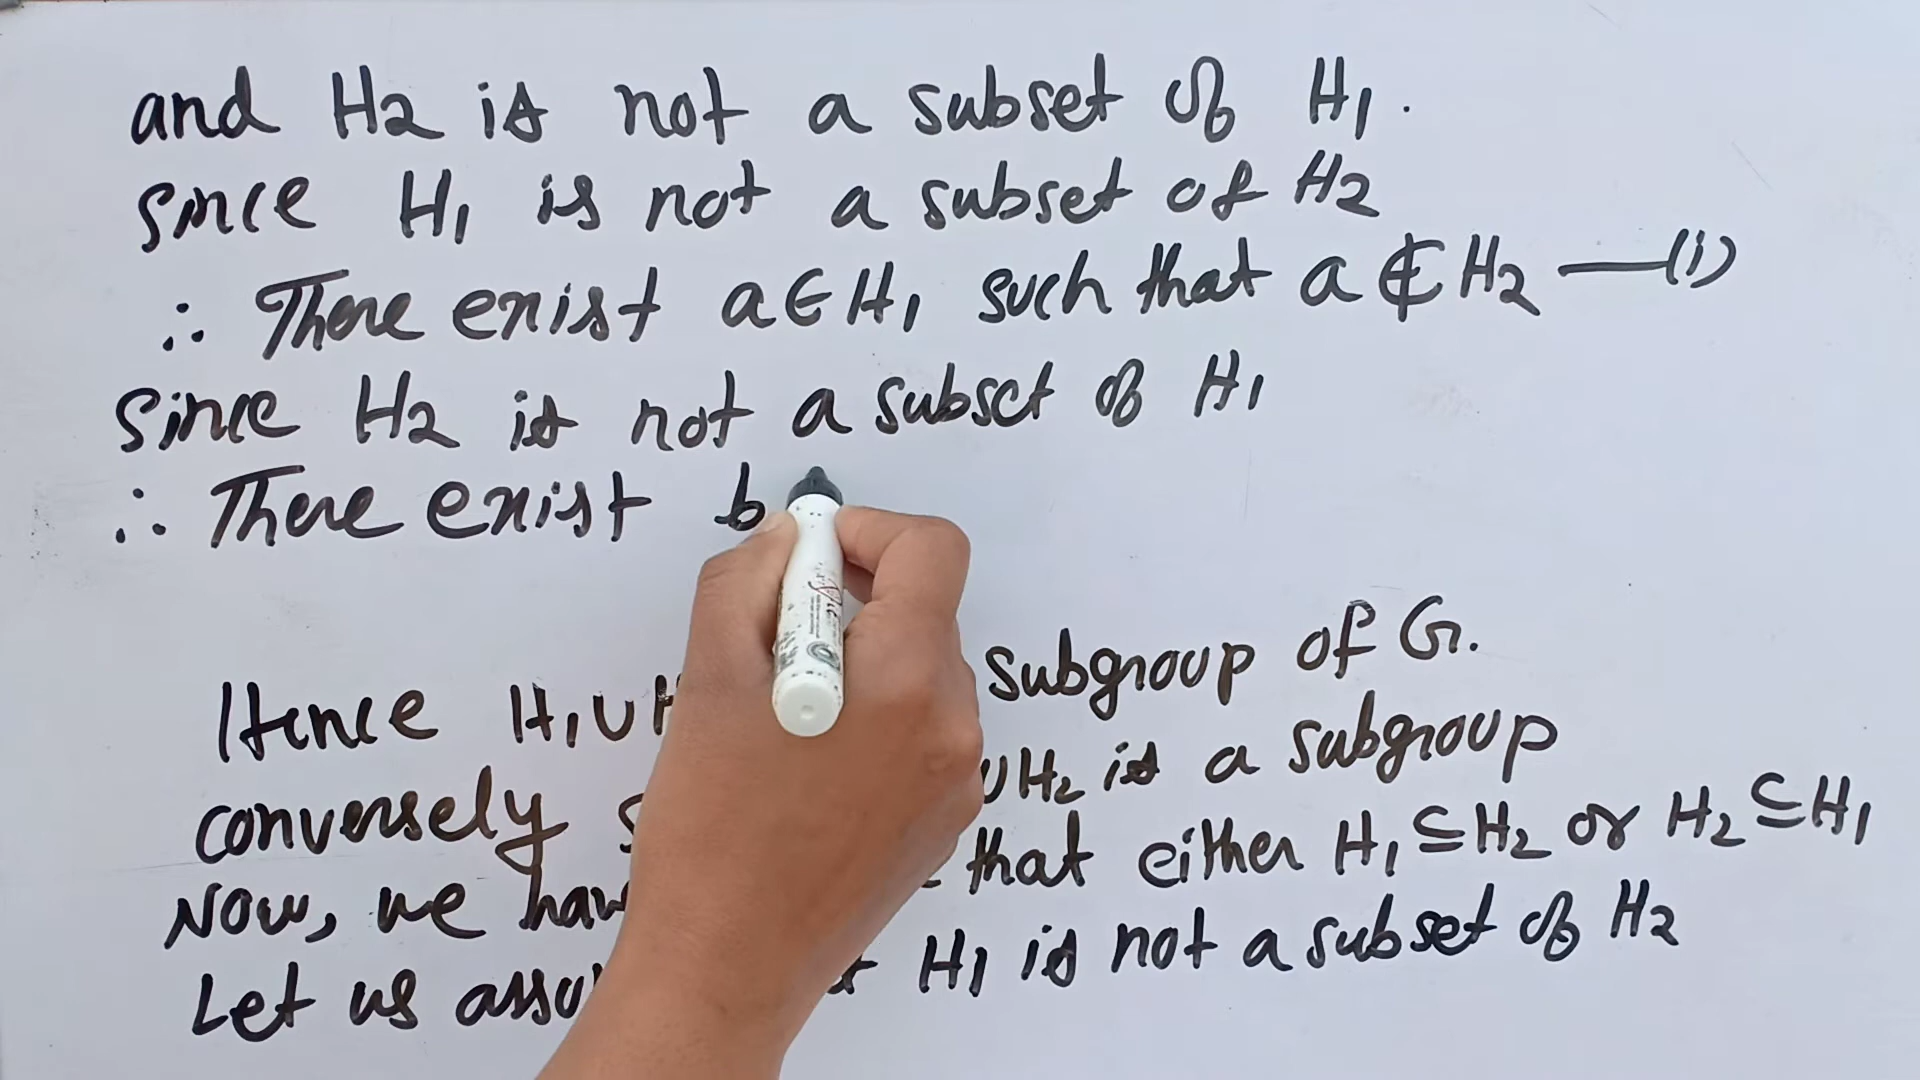 and H2 is not a subset of H1.
since H1 is not a subset of H2
∴ There exist a∈H1 such that a ∉ H2 —(i)
Since H2 is not a subset of H1
∴ There exist b
Hence H1∪ subgroup of G.
conversely ∪H2 is a subgroup
Now, we that either H1⊆H2 or H2⊆H1
Let us H1 is not a subset of H2